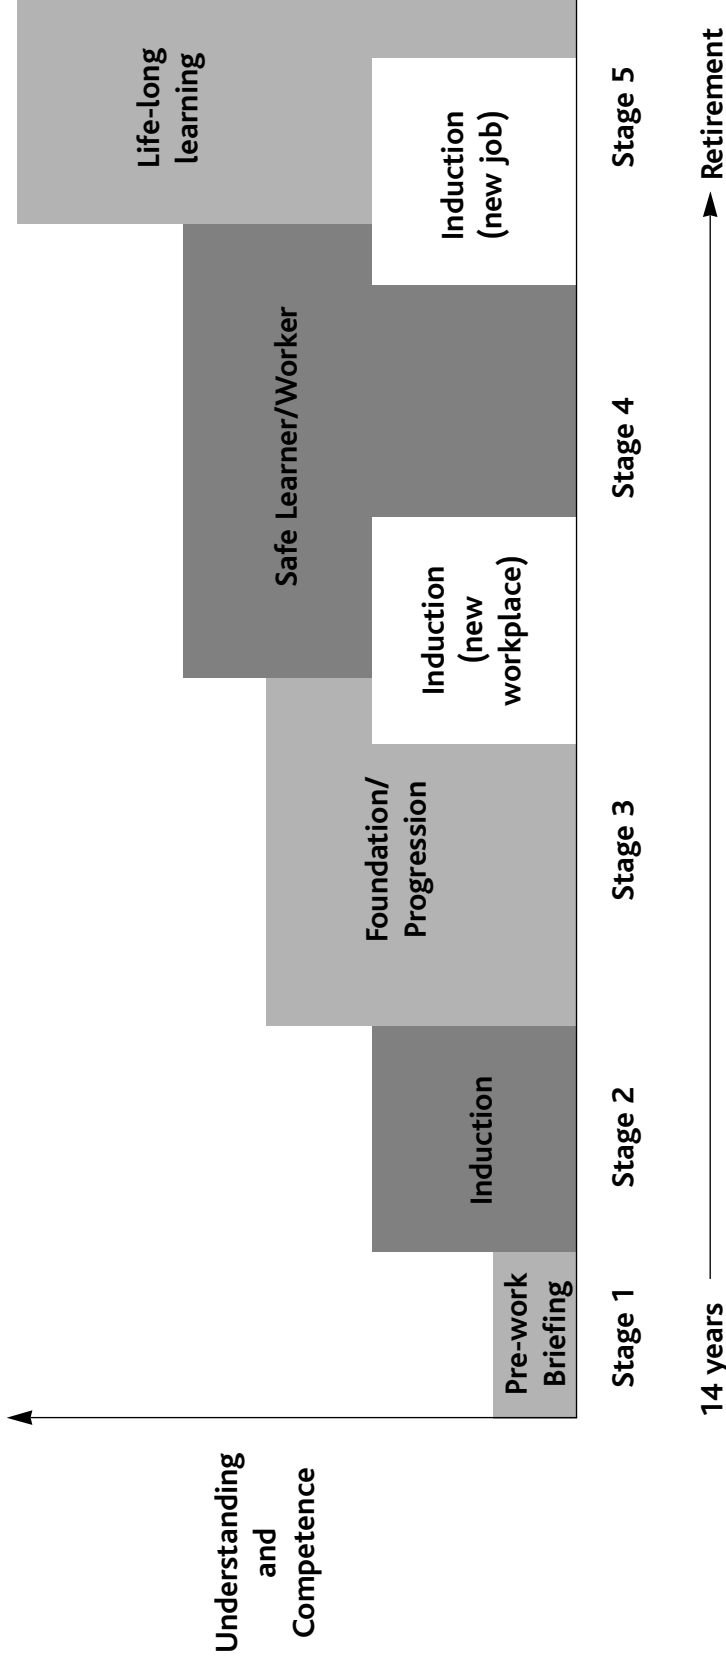 Understanding
and
Competence
Pre-work
Briefing
Induction
Foundation/
Progression
Induction
(new
workplace)
Safe Learner/Worker
Induction
(new job)
Life-long
learning
Stage 1
Stage 2
Stage 3
Stage 4
Stage 5
14 years
Retirement